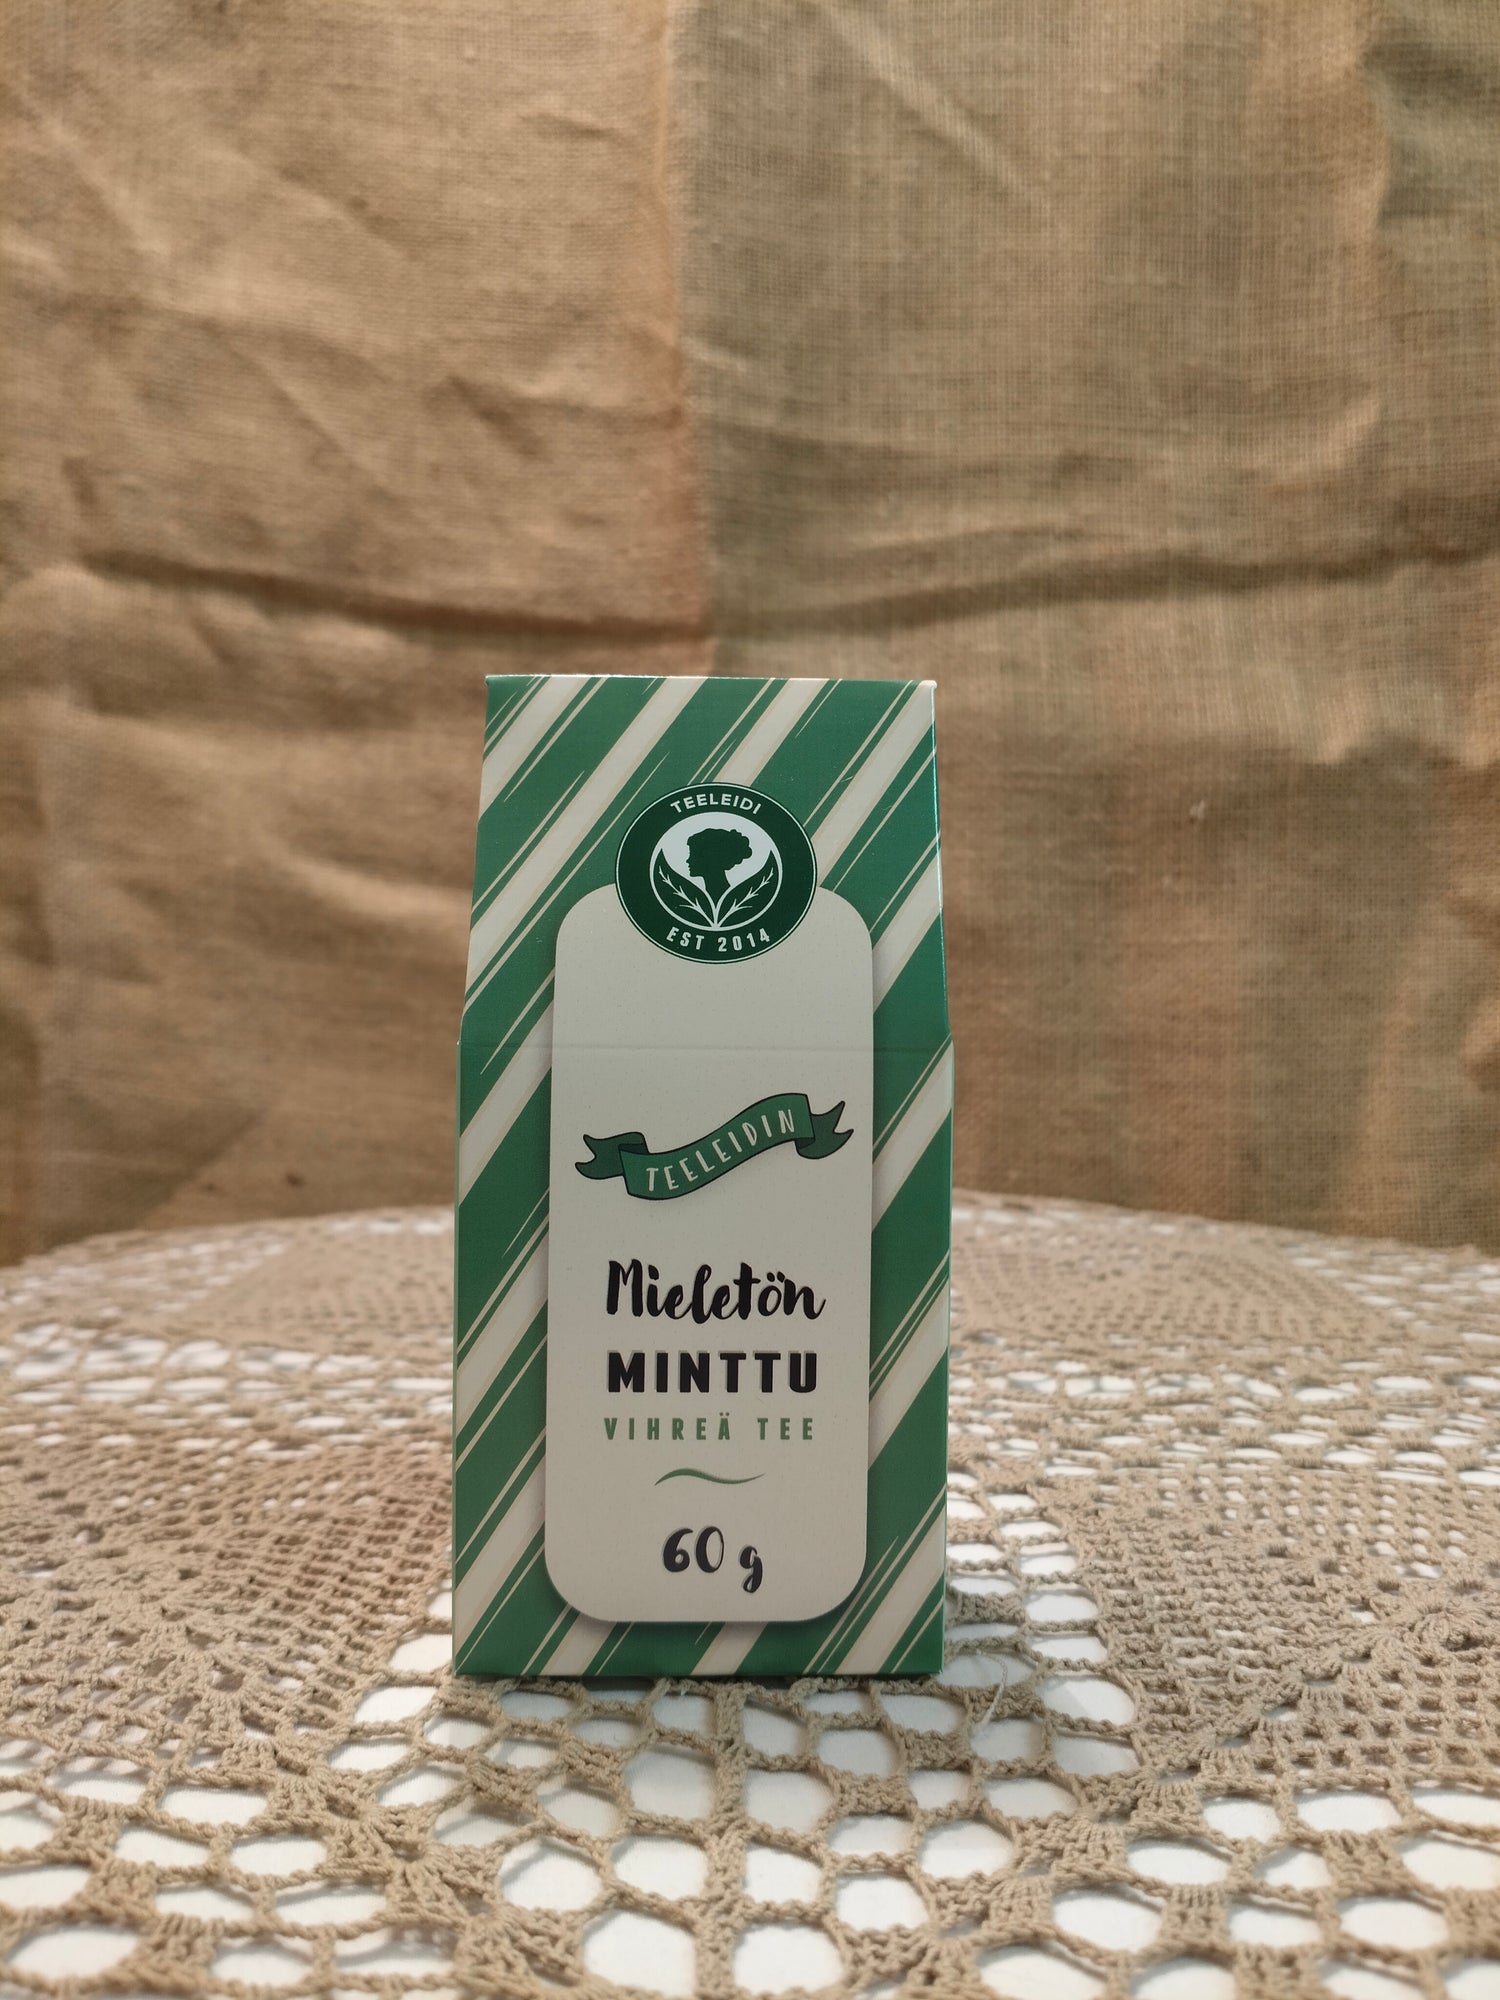 TEELEIDI
EST 2014
TEELEIDIN
Mieletön
MINTTU
VIHREÄ TEE
60 g